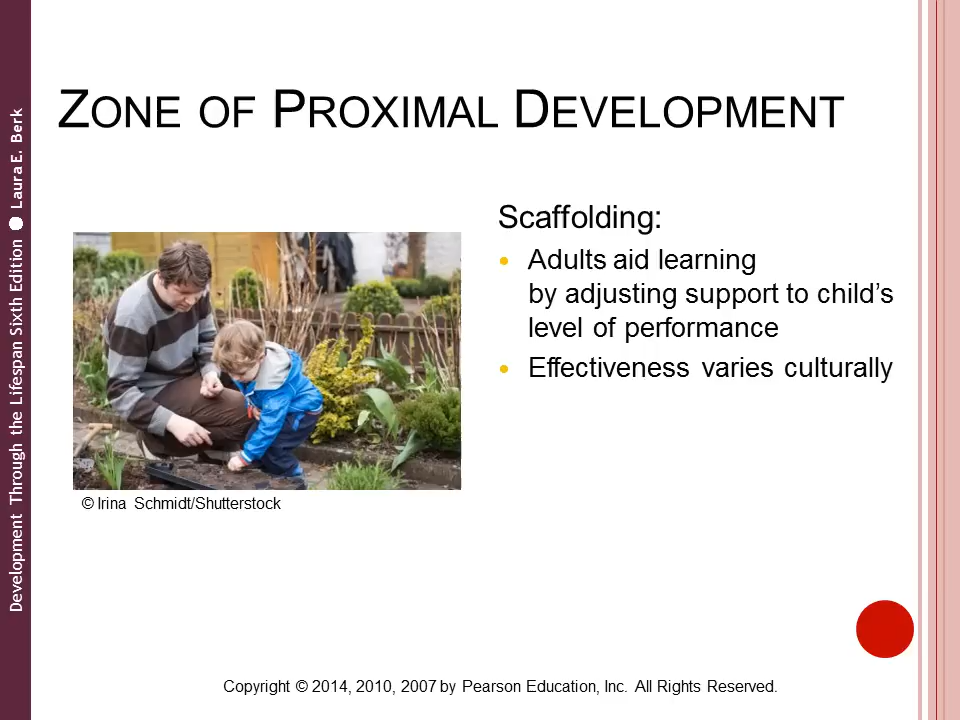 Zone of Proximal Development
Development Through the Lifespan Sixth Edition ● Laura E. Berk
Scaffolding:
• Adults aid learning
by adjusting support to child’s
level of performance
• Effectiveness varies culturally
© Irina Schmidt/Shutterstock
Copyright © 2014, 2010, 2007 by Pearson Education, Inc. All Rights Reserved.